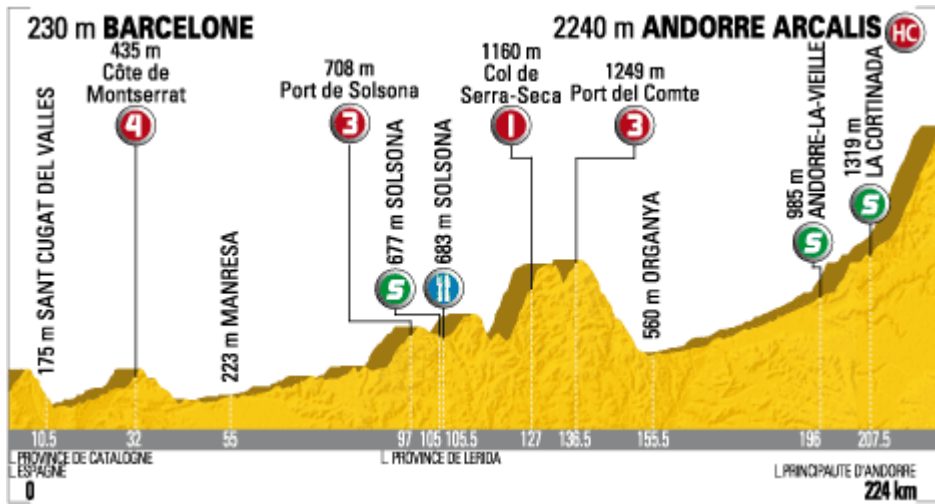 230 m BARCELONE
2240 m ANDORRE ARCALIS
HC
435 m
Côte de
Montserrat
4
708 m
Port de Solsona
3
1160 m
Col de
Serra-Seca
1
1249 m
Port del Comte
3
175 m SANT CUGAT DEL VALLES
223 m MANRESA
677 m SOLSONA
S
683 m SOLSONA
560 m ORGANYA
985 m
ANDORRE-LA-VIEILLE
S
1319 m
LA CORTINADA
S
10.5 32 55 97 105 105.5 127 136.5 155.5 196 207.5
PROVINCE DE CATALOGNE
ESPAGNE
PROVINCE DE LERIDA
PRINCIPAUTE D'ANDORRE
0
224 km